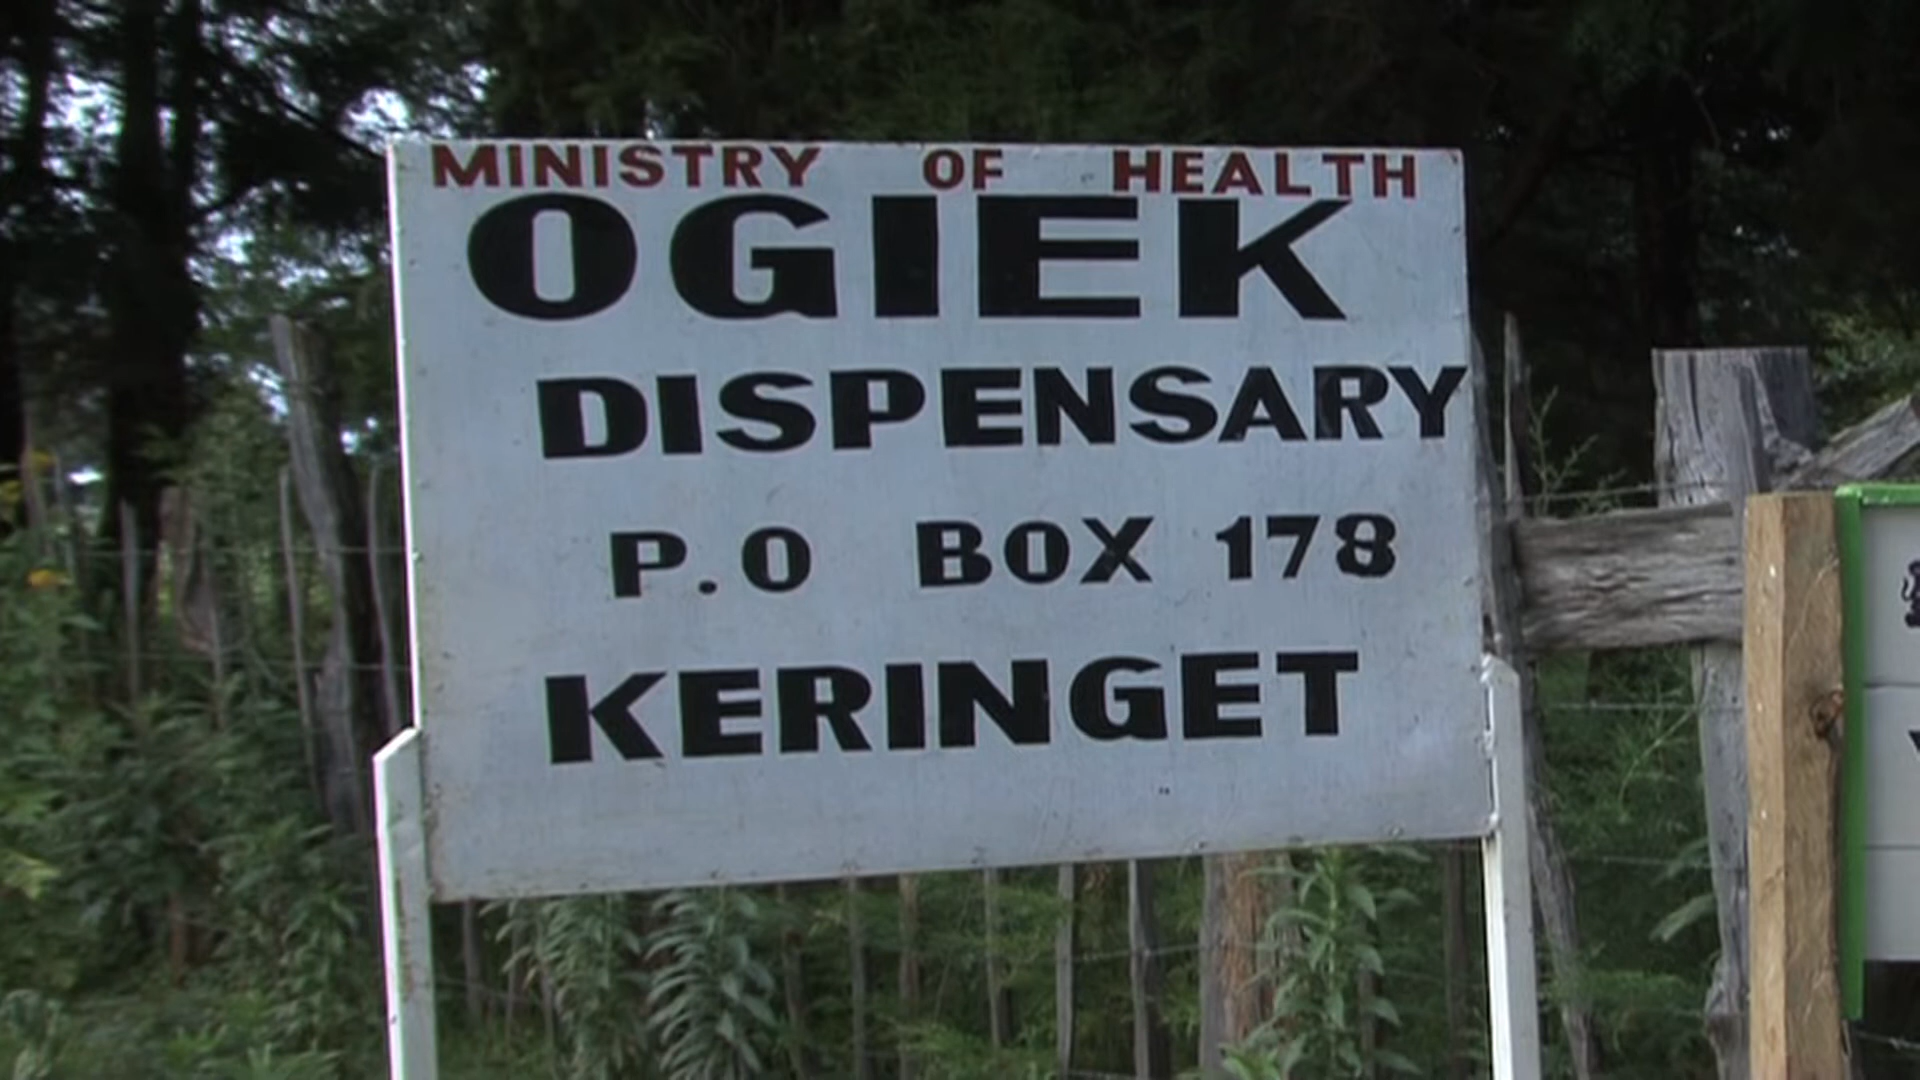 MINISTRY OF HEALTH
OGIEK
DISPENSARY
P.O BOX 178
KERINGET